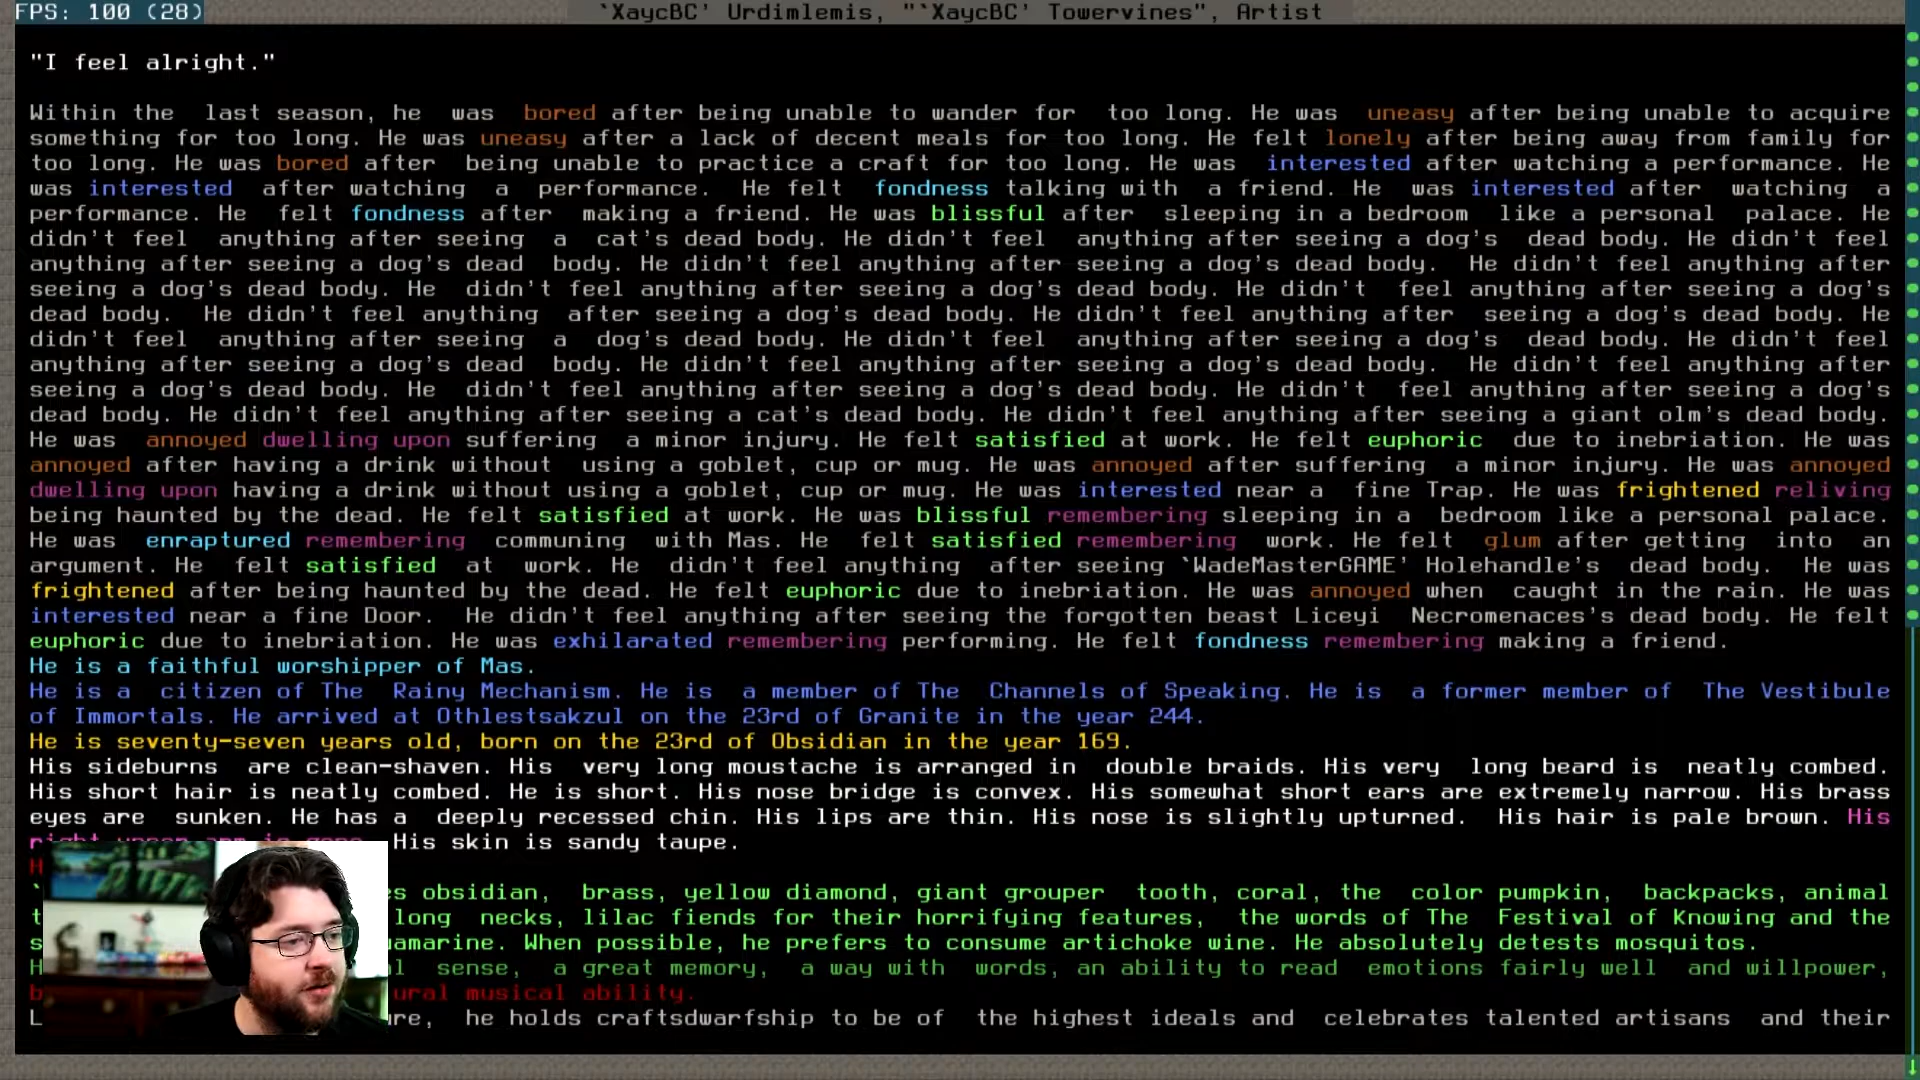 FPS: 100 (28)
`XaycBC' Urdimlemis, "`XaycBC' Towervines", Artist
"I feel alright."
Within the last season, he was bored after being unable to wander for too long. He was uneasy after being unable to acquire
something for too long. He was uneasy after a lack of decent meals for too long. He felt lonely after being away from family for
too long. He was bored after being unable to practice a craft for too long. He was interested after watching a performance. He
was interested after watching a performance. He felt fondness talking with a friend. He was interested after watching a
performance. He felt fondness after making a friend. He was blissful after sleeping in a bedroom like a personal palace. He
didn't feel anything after seeing a cat's dead body. He didn't feel anything after seeing a dog's dead body. He didn't feel
anything after seeing a dog's dead body. He didn't feel anything after seeing a dog's dead body. He didn't feel anything after
seeing a dog's dead body. He didn't feel anything after seeing a dog's dead body. He didn't feel anything after seeing a dog's
dead body. He didn't feel anything after seeing a dog's dead body. He didn't feel anything after seeing a dog's dead body. He
didn't feel anything after seeing a dog's dead body. He didn't feel anything after seeing a dog's dead body. He didn't feel
anything after seeing a dog's dead body. He didn't feel anything after seeing a dog's dead body. He didn't feel anything after
seeing a dog's dead body. He didn't feel anything after seeing a dog's dead body. He didn't feel anything after seeing a dog's
dead body. He didn't feel anything after seeing a cat's dead body. He didn't feel anything after seeing a giant olm's dead body.
He was annoyed dwelling upon suffering a minor injury. He felt satisfied at work. He felt euphoric due to inebriation. He was
annoyed after having a drink without using a goblet, cup or mug. He was annoyed after suffering a minor injury. He was annoyed
dwelling upon having a drink without using a goblet, cup or mug. He was interested near a fine Trap. He was frightened reliving
being haunted by the dead. He felt satisfied at work. He was blissful remembering sleeping in a bedroom like a personal palace.
He was enraptured remembering communing with Mas. He felt satisfied remembering work. He felt glum after getting into an
argument. He felt satisfied at work. He didn't feel anything after seeing `WadeMasterGAME' Holehandle's dead body. He was
frightened after being haunted by the dead. He felt euphoric due to inebriation. He was annoyed when caught in the rain. He was
interested near a fine Door. He didn't feel anything after seeing the forgotten beast Liceyi Necromenaces's dead body. He felt
euphoric due to inebriation. He was exhilarated remembering performing. He felt fondness remembering making a friend.
He is a faithful worshipper of Mas.
He is a citizen of The Rainy Mechanism. He is a member of The Channels of Speaking. He is a former member of The Vestibule
of Immortals. He arrived at Othlestsakzul on the 23rd of Granite in the year 244.
He is seventy-seven years old, born on the 23rd of Obsidian in the year 169.
His sideburns are clean-shaven. His very long moustache is arranged in double braids. His very long beard is neatly combed.
His short hair is neatly combed. He is short. His nose bridge is convex. His somewhat short ears are extremely narrow. His brass
eyes are sunken. He has a deeply recessed chin. His lips are thin. His nose is slightly upturned. His hair is pale brown. His
right upper arm is gone. His skin is sandy taupe.
obsidian, brass, yellow diamond, giant grouper tooth, coral, the color pumpkin, backpacks, animal
long necks, lilac fiends for their horrifying features, the words of The Festival of Knowing and the
When possible, he prefers to consume artichoke wine. He absolutely detests mosquitos.
sense, a great memory, a way with words, an ability to read emotions fairly well and willpower,
musical ability.
he holds craftsdwarfship to be of the highest ideals and celebrates talented artisans and their